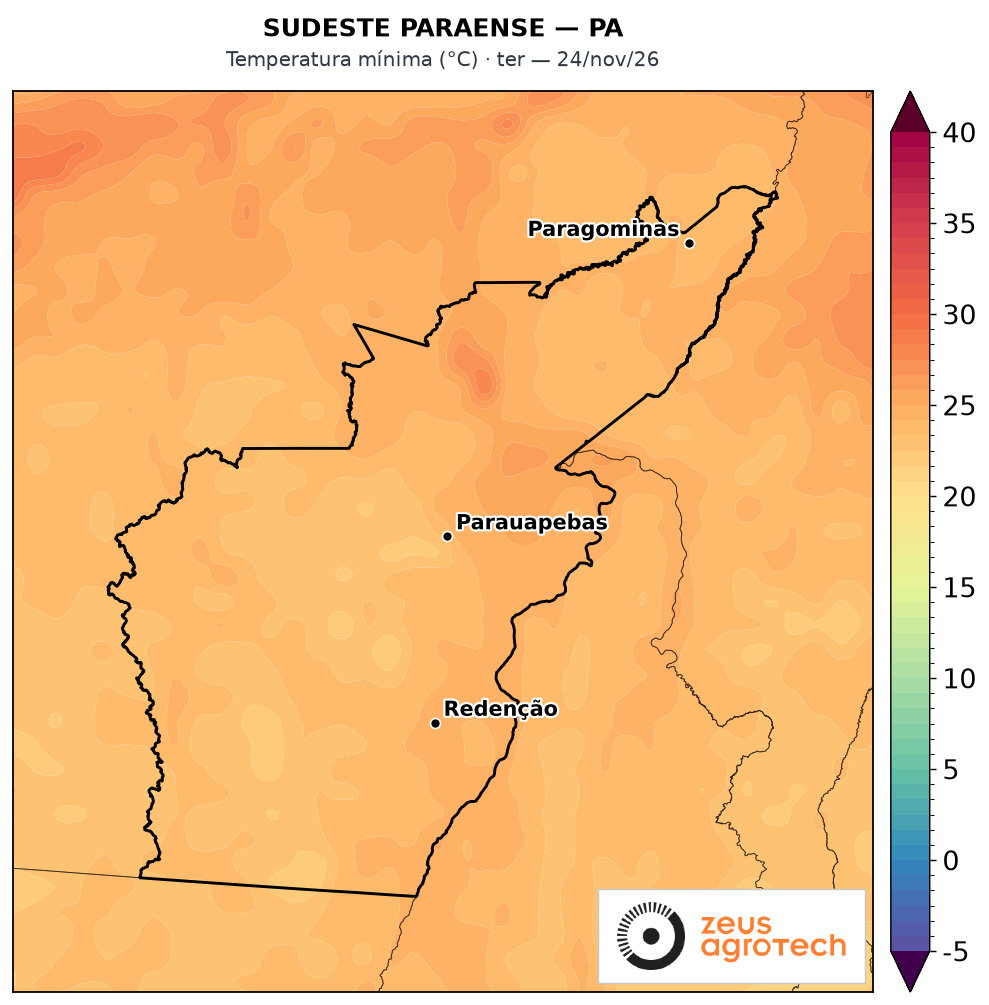 SUDESTE PARAENSE — PA
Temperatura mínima (°C) · ter — 24/nov/26
Paragominas
Parauapebas
Redenção
40
35
30
25
20
15
10
5
0
-5
zeus
agrotech